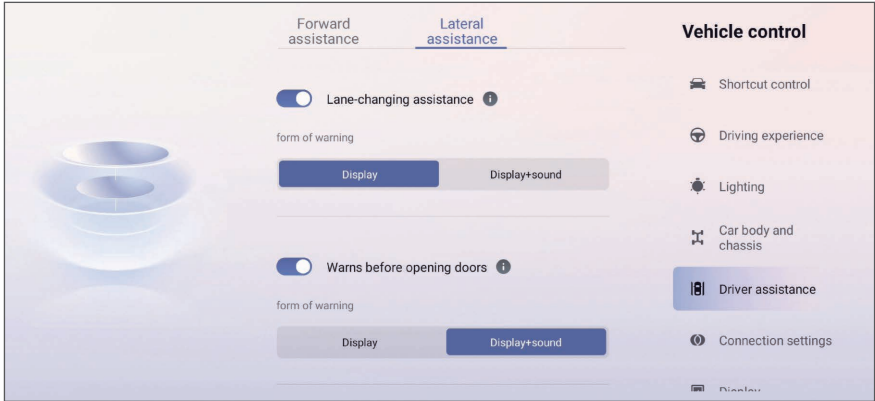 Forward
assistance
Lateral
assistance
Lane-changing assistance
form of warning
Display
Display+sound
Warns before opening doors
form of warning
Display
Display+sound
Vehicle control
Shortcut control
Driving experience
Lighting
Car body and
chassis
Driver assistance
Connection settings
Display